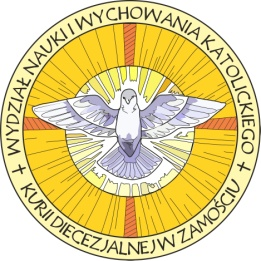 WYDZIAŁ NAUKI I WYCHOWANIA KATOLICKIEGO
KURII DIECEZJALNEJ W ZAMOŚCIU